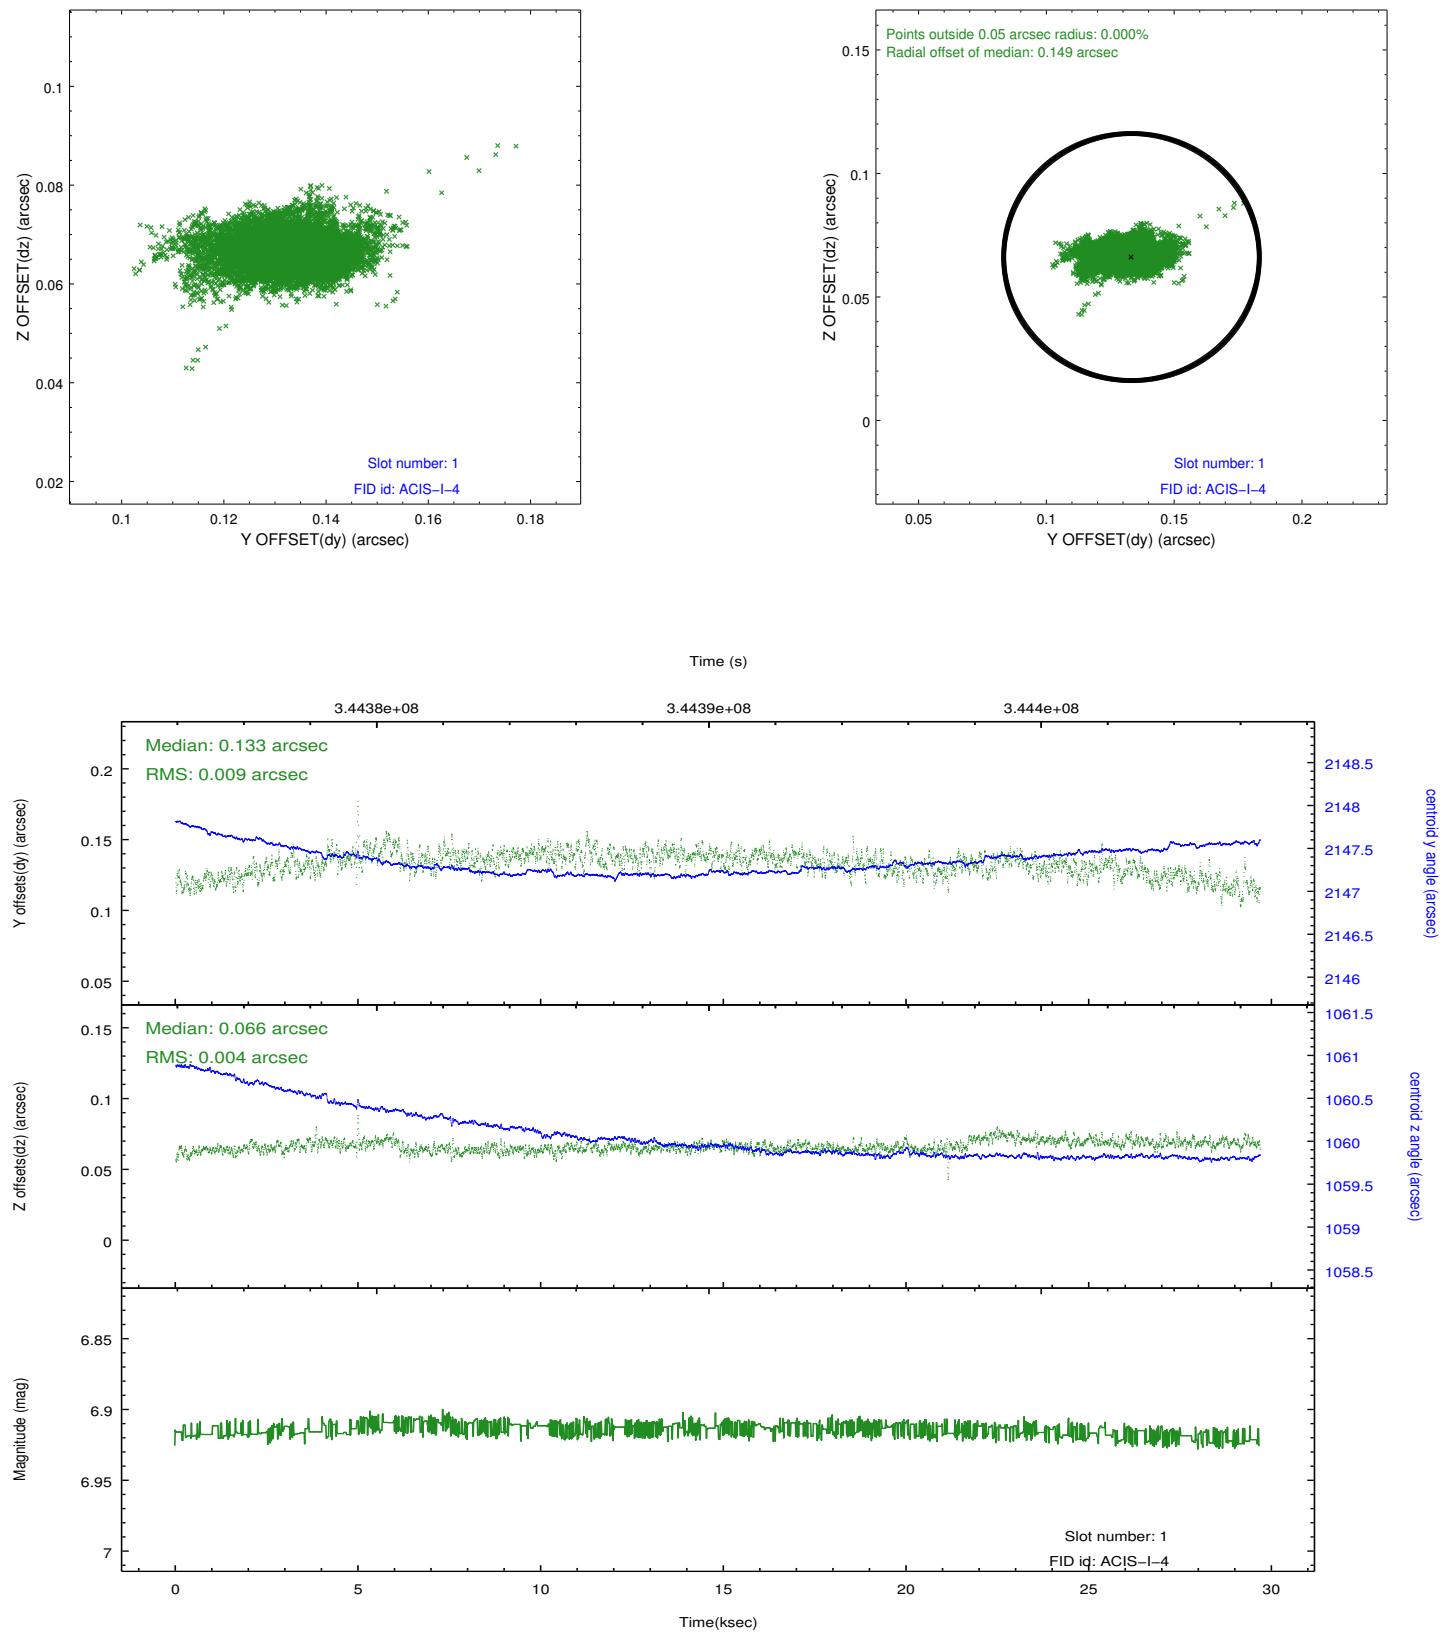 0.1
0.08
0.06
0.04
0.02
Z OFFSET(dz) (arcsec)
Slot number: 1
FID id: ACIS−I−4
0.1 0.12 0.14 0.16 0.18
Y OFFSET(dy) (arcsec)
Points outside 0.05 arcsec radius: 0.000%
Radial offset of median: 0.149 arcsec
0.15
0.1
0.05
0
Z OFFSET(dz) (arcsec)
Slot number: 1
FID id: ACIS−I−4
0.05 0.1 0.15 0.2
Y OFFSET(dy) (arcsec)
Time (s)
3.4438e+08 3.4439e+08 3.444e+08
Median: 0.133 arcsec
RMS: 0.009 arcsec
0.2
0.15
0.1
0.05
Y offsets(dy) (arcsec)
2148.5
2148
2147.5
2147
2146.5
2146
centroid y angle (arcsec)
Median: 0.066 arcsec
RMS: 0.004 arcsec
0.15
0.1
0.05
0
Z offsets(dz) (arcsec)
1061.5
1061
1060.5
1060
1059.5
1059
1058.5
centroid z angle (arcsec)
6.85
6.9
6.95
7
Magnitude (mag)
Slot number: 1
FID id: ACIS−I−4
0 5 10 15 20 25 30
Time(ksec)